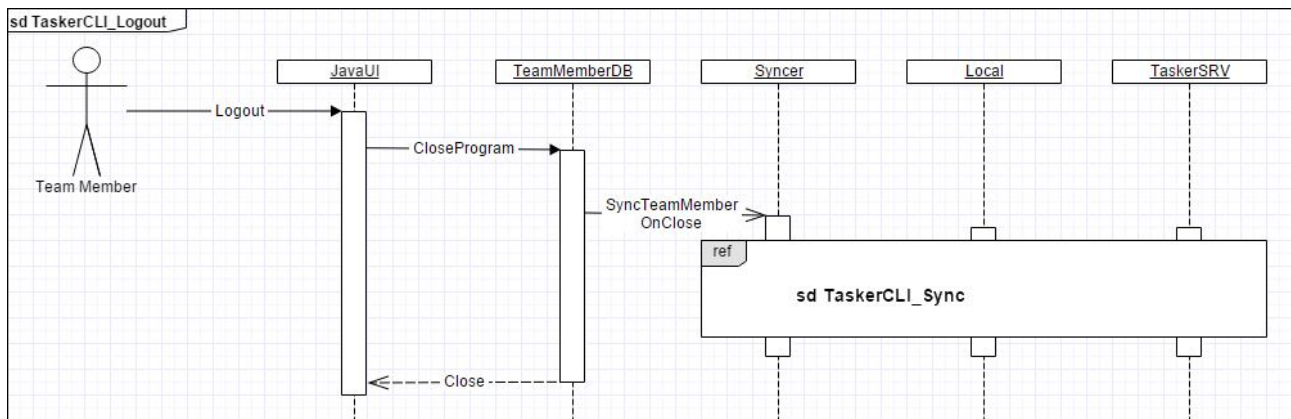 sd TaskerCLI_Logout
JavaUI
TeamMemberDB
Syncer
Local
TaskerSRV
Logout
CloseProgram
Team Member
SyncTeamMember
OnClose
ref
sd TaskerCLI_Sync
Close